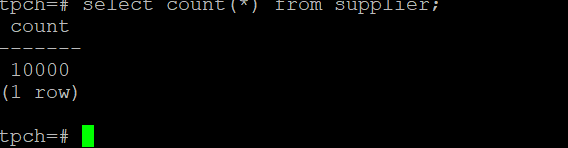 tpch=# select count(*) from supplier;
 count
-------
 10000
(1 row)
tpch=#